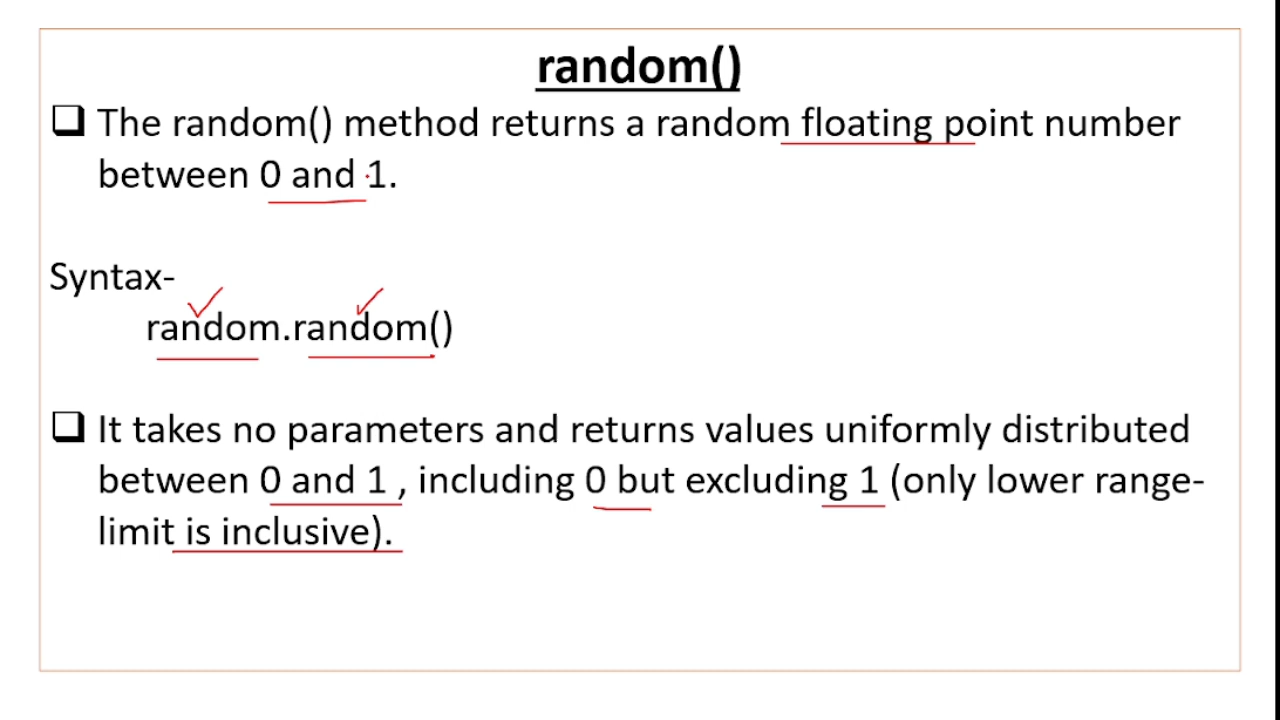 random()
❑ The random() method returns a random floating point number
between 0 and 1.
Syntax-
random.random()
❑ It takes no parameters and returns values uniformly distributed
between 0 and 1 , including 0 but excluding 1 (only lower range-
limit is inclusive).